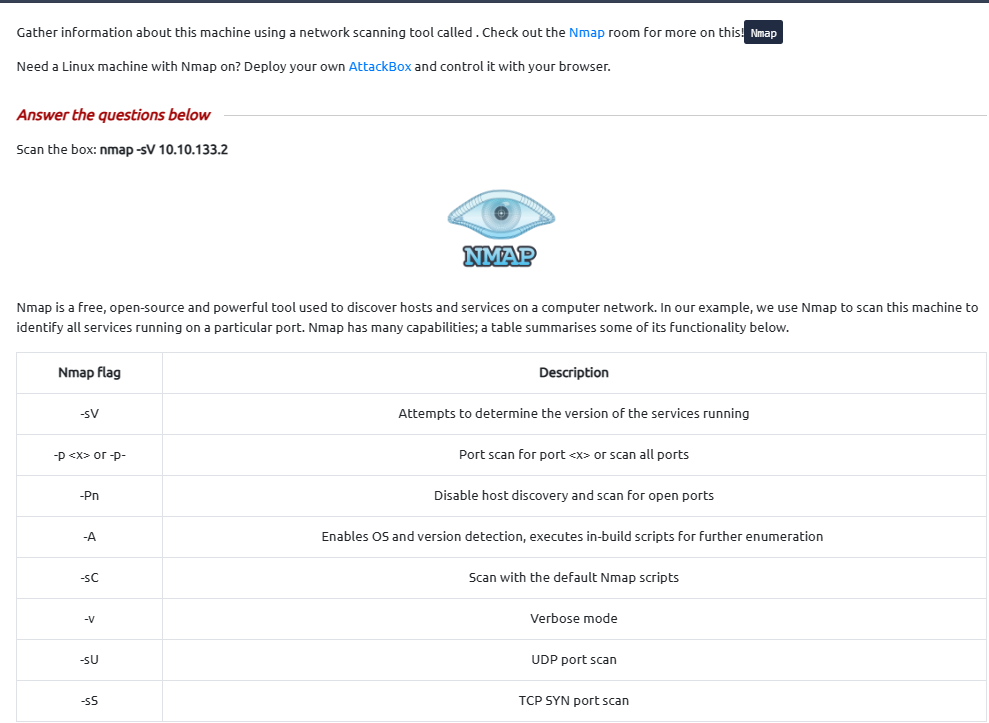 Gather information about this machine using a network scanning tool called . Check out the Nmap room for more on this! Nmap
Need a Linux machine with Nmap on? Deploy your own AttackBox and control it with your browser.
Answer the questions below
Scan the box: nmap -sV 10.10.133.2
NMAP
Nmap is a free, open-source and powerful tool used to discover hosts and services on a computer network. In our example, we use Nmap to scan this machine to
identify all services running on a particular port. Nmap has many capabilities; a table summarises some of its functionality below.
Nmap flag Description
-sV Attempts to determine the version of the services running
-p <x> or -p- Port scan for port <x> or scan all ports
-Pn Disable host discovery and scan for open ports
-A Enables OS and version detection, executes in-build scripts for further enumeration
-sC Scan with the default Nmap scripts
-v Verbose mode
-sU UDP port scan
-sS TCP SYN port scan